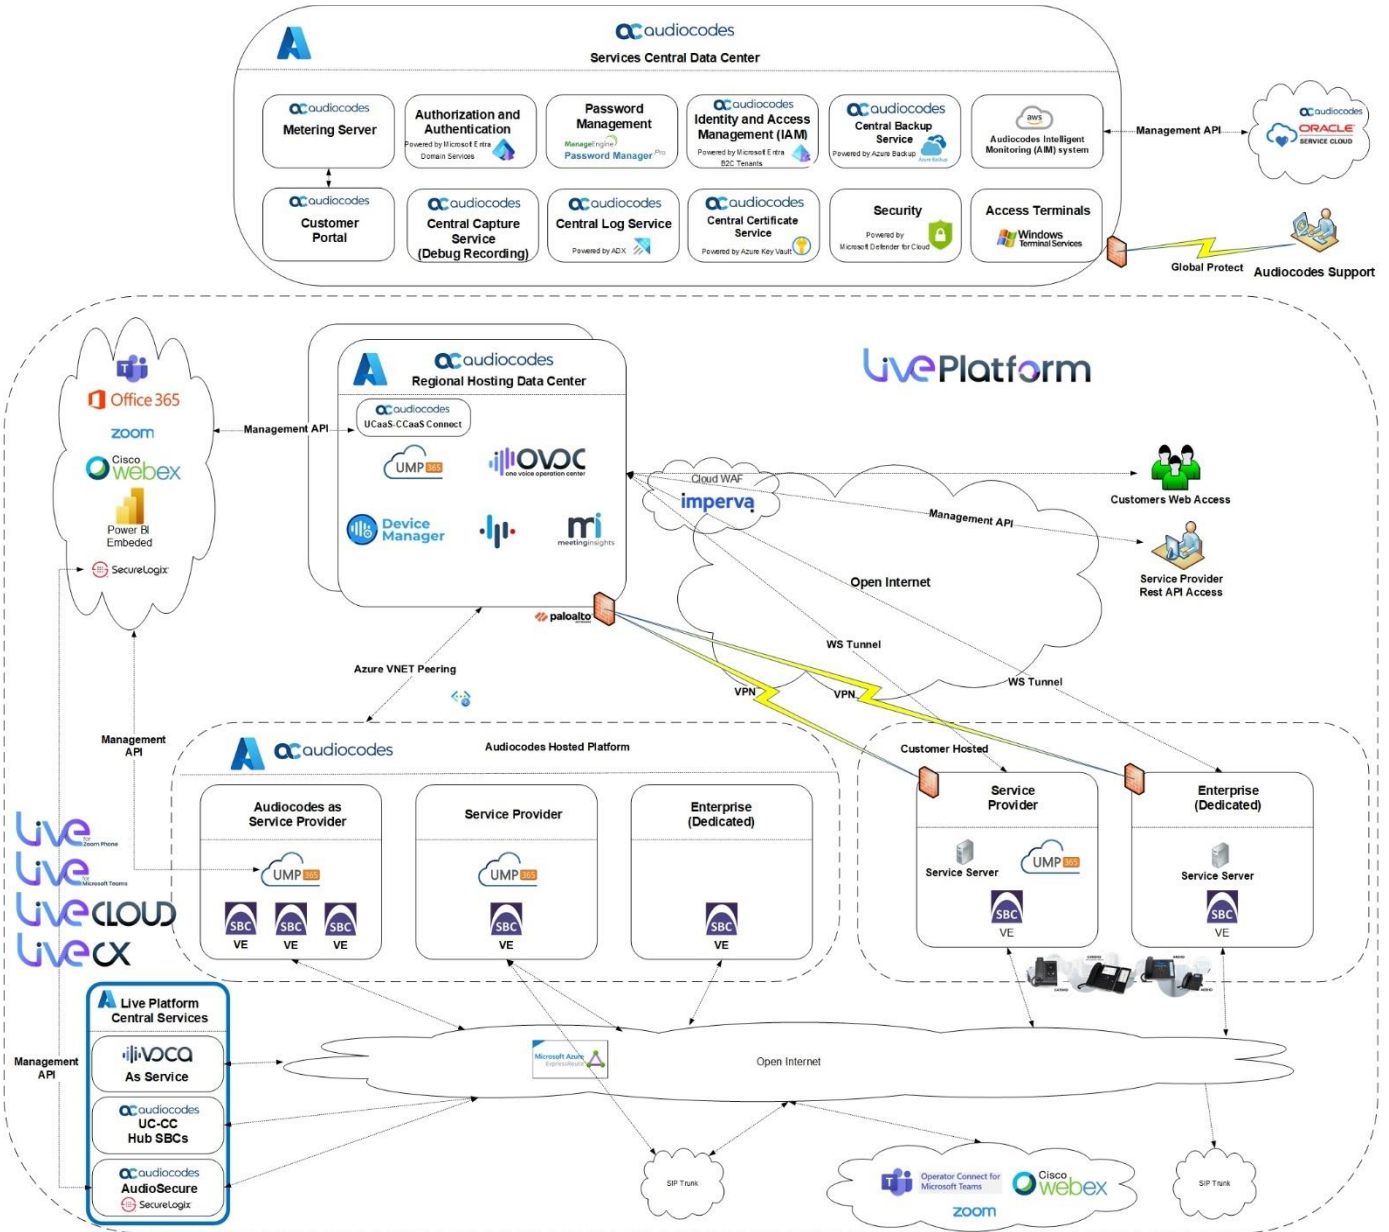 audiocodes
Services Central Data Center
audiocodes
Metering Server
Authorization and
Authentication
Powered by Microsoft Entra
Domain Services
Password
Management
ManageEngine
Password Manager Pro
audiocodes
Identity and Access
Management (IAM)
Powered by Microsoft Entra
B2C Tenants
audiocodes
Central Backup
Service
Powered by Azure Backup
Azure Backup
aws
Audiocodes Intelligent
Monitoring (AIM) system
Management API
audiocodes
ORACLE
SERVICE CLOUD
audiocodes
Customer
Portal
audiocodes
Central Capture
Service
(Debug Recording)
audiocodes
Central Log Service
Powered by ADX
audiocodes
Central Certificate
Service
Powered by Azure Key Vault
Security
Powered by
Microsoft Defender for Cloud
Access Terminals
Windows
Terminal Services
Global Protect
Audiocodes Support
Office 365
zoom
Cisco
webex
Power BI
Embeded
SecureLogix
Management API
audiocodes
Regional Hosting Data Center
audiocodes
UCaaS-CCaaS Connect
UMP 365
OVOC
one voice operation center
Device
Manager
mi
meetinginsights
Live Platform
Cloud WAF
imperva
Customers Web Access
Management API
Open Internet
Service Provider
Rest API Access
paloalto
WS Tunnel
WS Tunnel
Azure VNET Peering
VPN
VPN
Management
API
audiocodes
Audiocodes Hosted Platform
Customer Hosted
Audiocodes as
Service Provider
UMP 365
SBC
VE
SBC
VE
SBC
VE
Service Provider
UMP 365
SBC
VE
Enterprise
(Dedicated)
SBC
VE
Service
Provider
Service Server
UMP 365
SBC
VE
Enterprise
(Dedicated)
Service Server
SBC
VE
Live for
Zoom Phone
Live for
Microsoft Teams
Live CLOUD
Live CX
Live Platform
Central Services
VOCA
As Service
audiocodes
UC-CC
Hub SBCs
audiocodes
AudioSecure
SecureLogix
Management
API
Microsoft Azure
ExpressRoute
Open Internet
SIP Trunk
Operator Connect for
Microsoft Teams
Cisco
webex
zoom
SIP Trunk